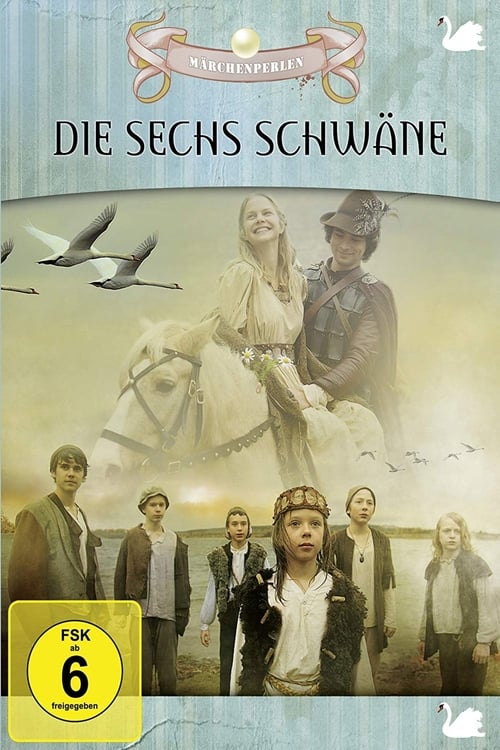 MÄRCHENPERLEN
DIE SECHS SCHWÄNE
FSK
ab
6
freigegeben